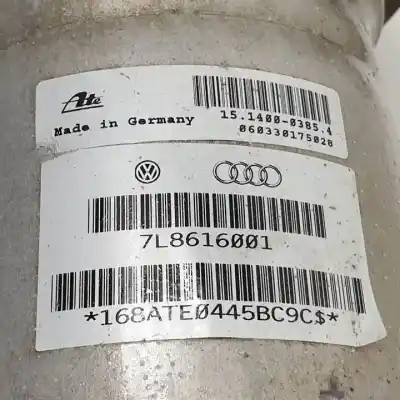 Ate
15.1400-0385.4
Made in Germany
060330175028
7L8616001
*168ATE0445BC9C$*